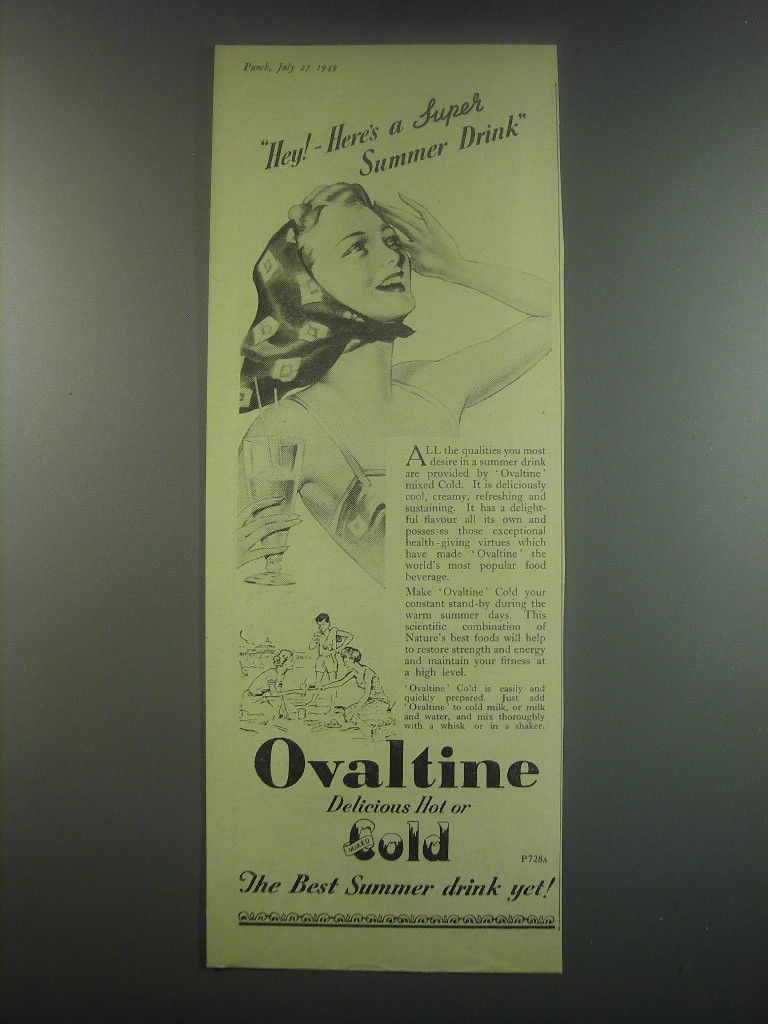 Punch, July 27 1949
"Hey! - Here's a Super
Summer Drink"
ALL the qualities you most
desire in a summer drink
are provided by 'Ovaltine'
mixed Cold. It is deliciously
cool, creamy, refreshing and
sustaining. It has a delight-
ful flavour all its own and
possesses those exceptional
health-giving virtues which
have made 'Ovaltine' the
world's most popular food
beverage.
Make 'Ovaltine' Cold your
constant stand-by during the
warm summer days. This
scientific combination of
Nature's best foods will help
to restore strength and energy
and maintain your fitness at
a high level.
'Ovaltine' Cold is easily and
quickly prepared. Just add
'Ovaltine' to cold milk, or milk
and water, and mix thoroughly
with a whisk or in a shaker.
Ovaltine
Delicious Hot or
MIXED Cold
P728A
The Best Summer drink yet!